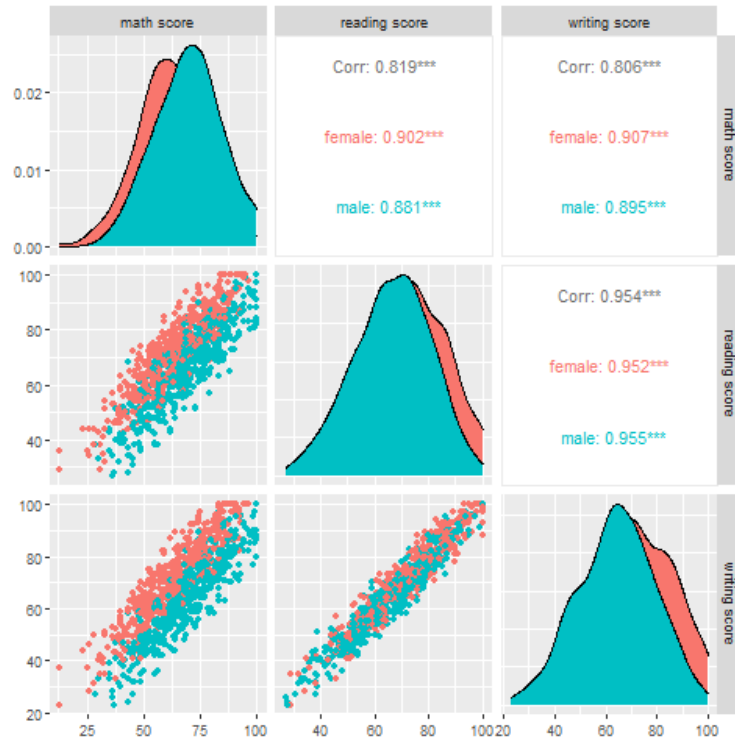 math score
reading score
writing score
Corr: 0.819***
Corr: 0.806***
female: 0.902***
female: 0.907***
male: 0.881***
male: 0.895***
math score
0.02
0.01
0.00
Corr: 0.954***
female: 0.952***
male: 0.955***
reading score
100
80
60
40
writing score
100
80
60
40
20
25
50
75
100
40
60
80
100
20
40
60
80
100